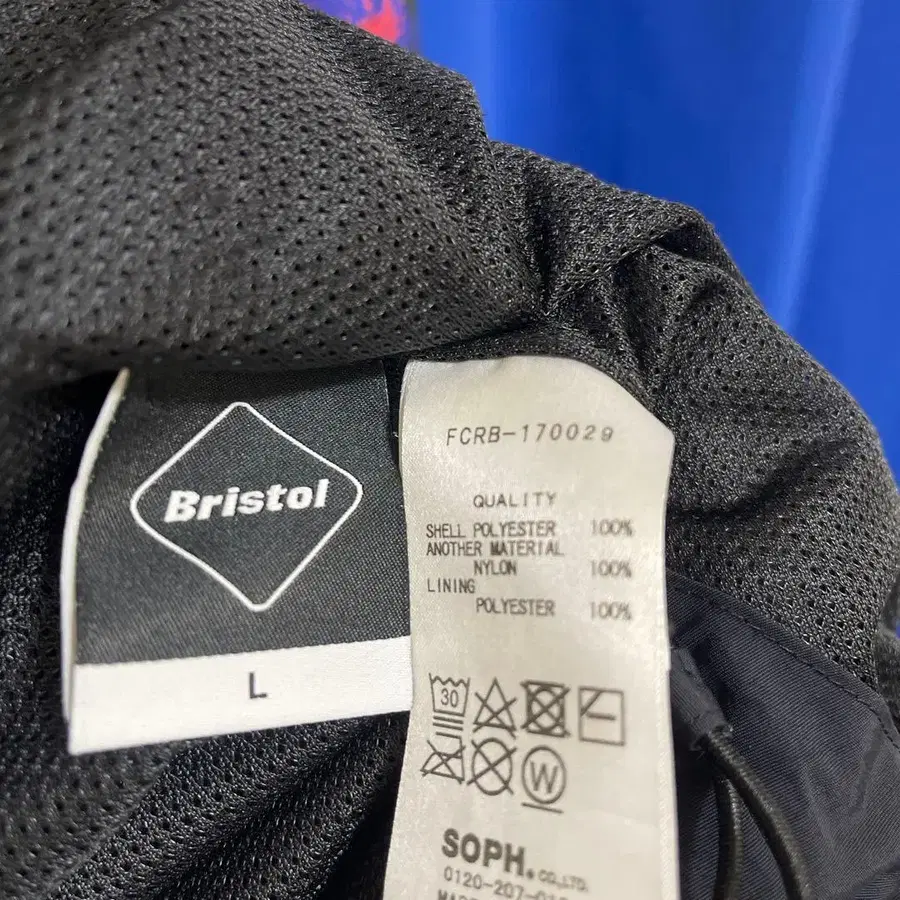 Bristol
L
FCRB-170029
QUALITY
SHELL POLYESTER 100%
ANOTHER MATERIAL
NYLON 100%
LINING
POLYESTER 100%
30
W
SOPH.CO.,LTD.